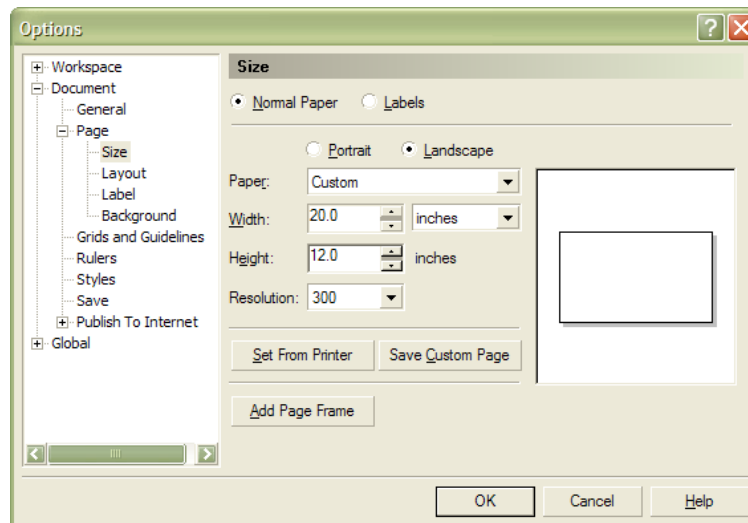 Options
Workspace
Document
General
Page
Size
Layout
Label
Background
Grids and Guidelines
Rulers
Styles
Save
Publish To Internet
Global
Size
Normal Paper Labels
Portrait Landscape
Paper: Custom
Width: 20.0 inches
Height: 12.0 inches
Resolution: 300
Set From Printer Save Custom Page
Add Page Frame
OK Cancel Help